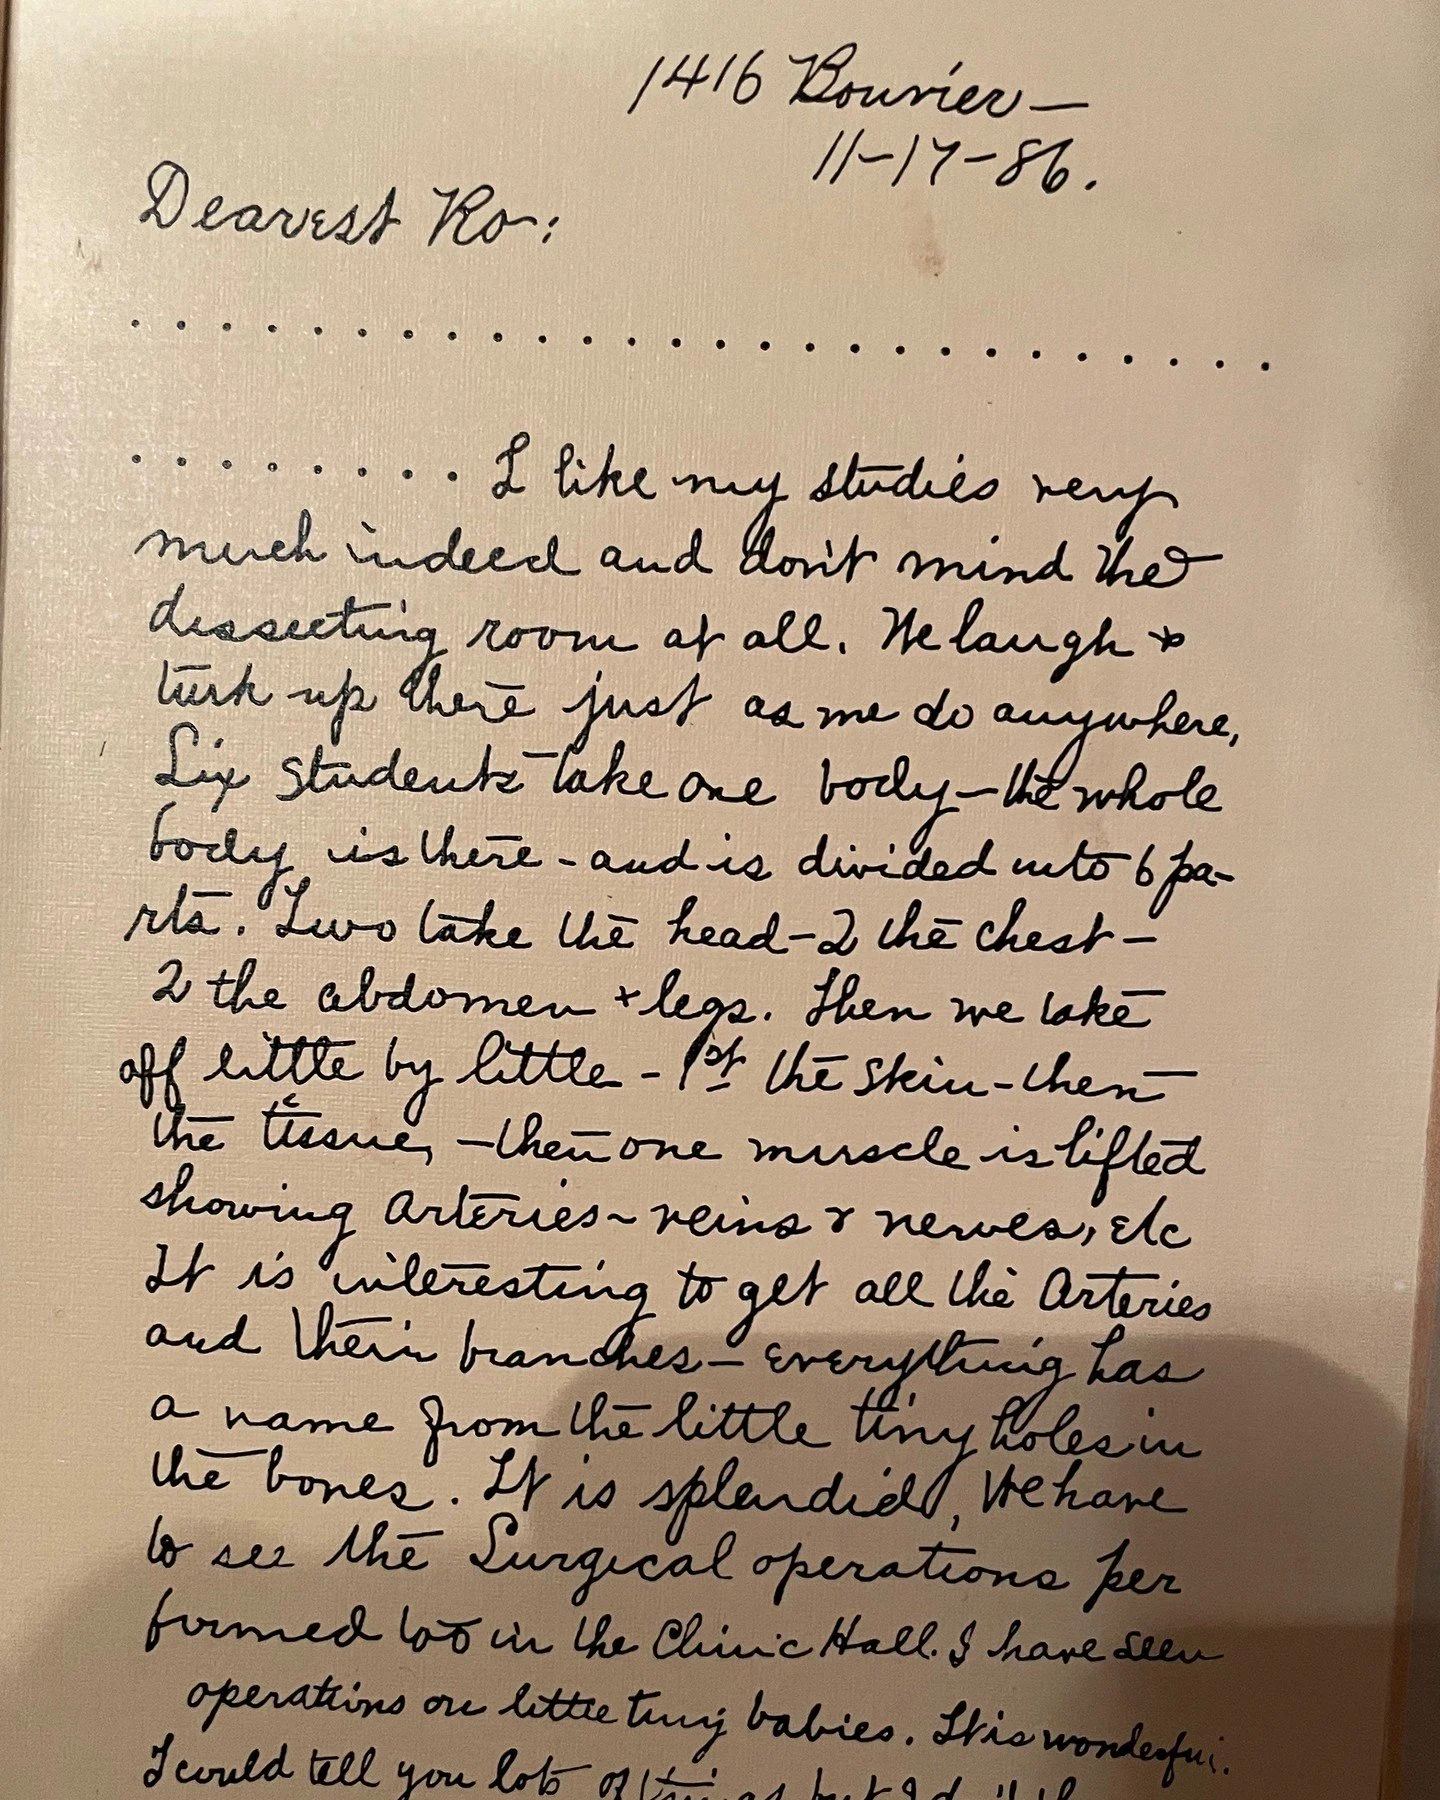 1416 Bouvier—
11-17-86.
Dearest Ro:
. . . . . . . . . . . . . . . . . . . . . . . . . .
. . . . . . . . I like my studies very
much indeed and don't mind the
dissecting room at all. We laugh +
turk up there just as we do anywhere,
Six students take one body—the whole
body is there - and is divided into 6 pa-
rts. Two take the head - 2 the chest -
2 the abdomen + legs. Then we take
off little by little - 1st the skin - then
the tissue, - then one muscle is lifted
showing arteries - veins & nerves, etc
It is interesting to get all the arteries
and their branches - everything has
a name from the little tiny holes in
the bones. It is splendid, We have
to see the Surgical operations per
formed too in the Clinic Hall. I have seen
operations on little tiny babies. It is wonderful.
I could tell you lots of things but I